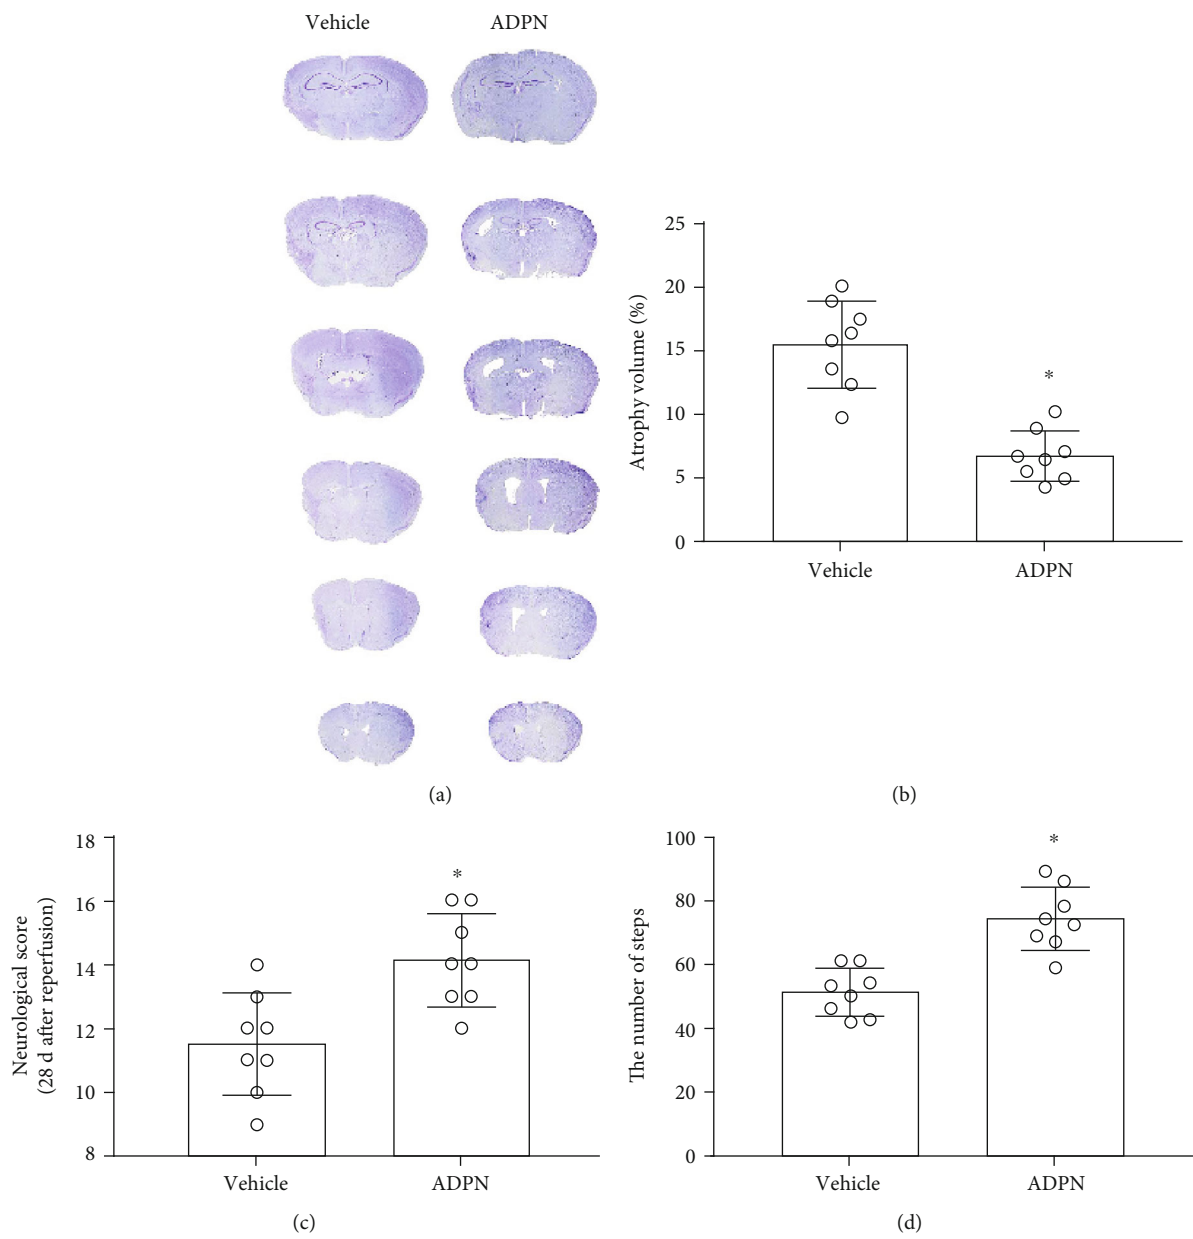 Vehicle ADPN
(a)
25
20
15
10
5
0
Atrophy volume (%)
*
Vehicle ADPN
(b)
18
16
14
12
10
8
Neurological score
(28 d after reperfusion)
*
Vehicle ADPN
(c)
100
80
60
40
20
0
The number of steps
*
Vehicle ADPN
(d)